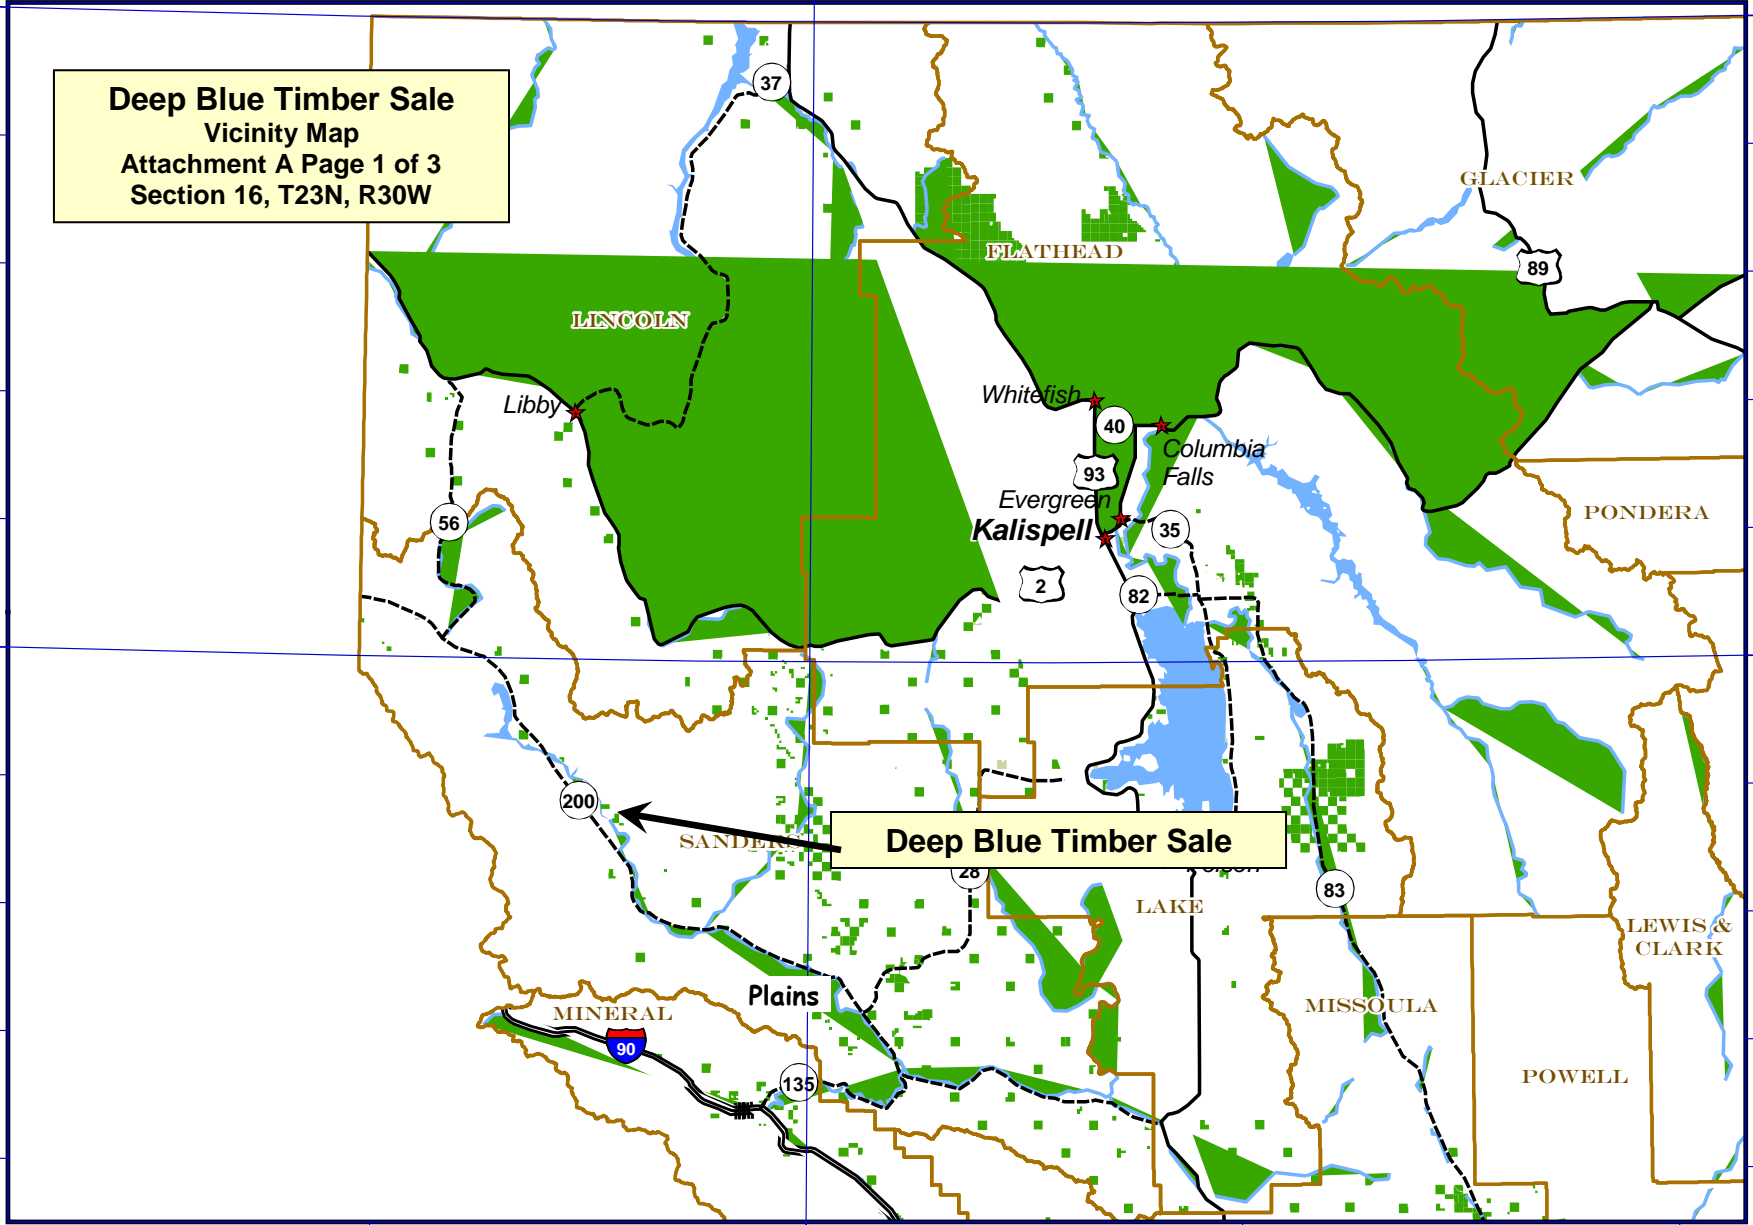 Deep Blue Timber Sale
Vicinity Map
Attachment A Page 1 of 3
Section 16, T23N, R30W
37
GLACIER
FLATHEAD
89
LINCOLN
Whitefish
Libby
40
Columbia
Falls
93
Evergreen
Kalispell
56
35
PONDERA
2
82
200
SANDERS
Deep Blue Timber Sale
28
83
LAKE
LEWIS &
CLARK
Plains
MISSOULA
MINERAL
90
135
POWELL